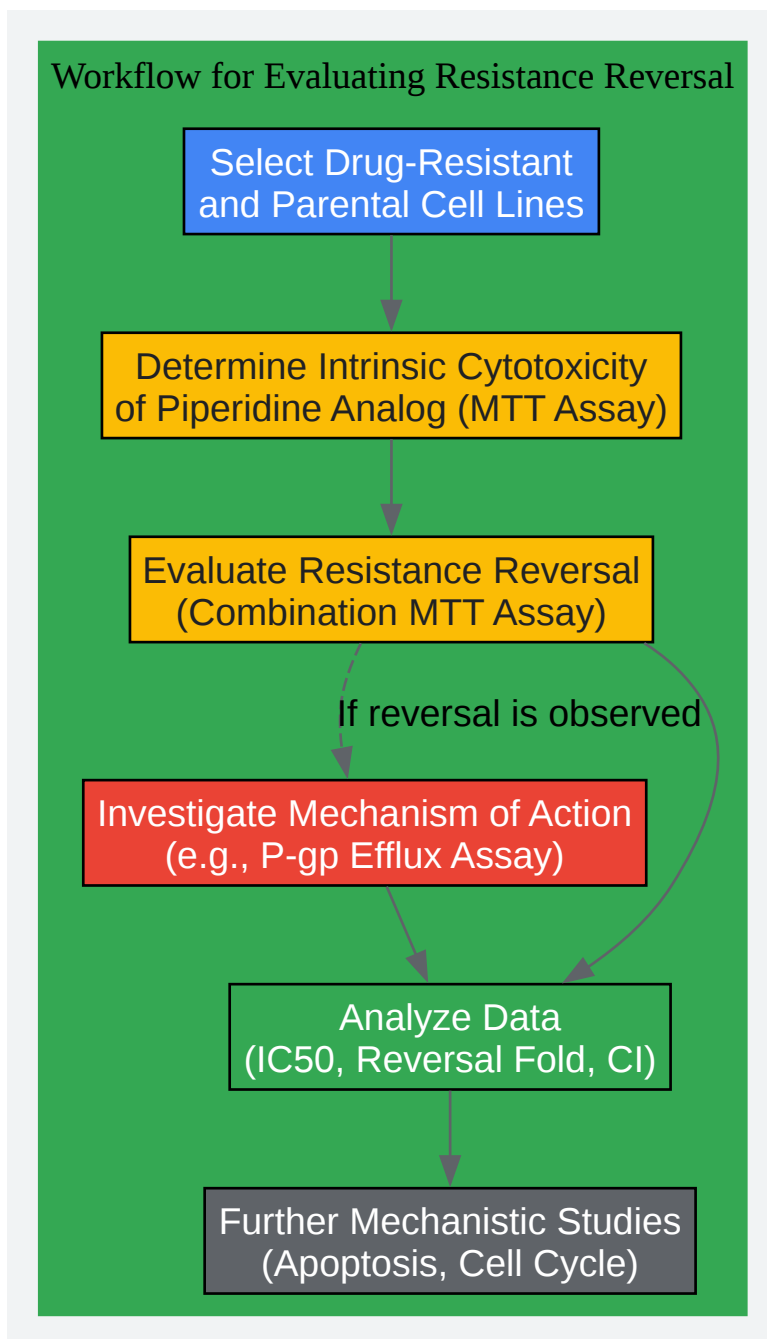 Workflow for Evaluating Resistance Reversal
Select Drug-Resistant
and Parental Cell Lines
Determine Intrinsic Cytotoxicity
of Piperidine Analog (MTT Assay)
Evaluate Resistance Reversal
(Combination MTT Assay)
If reversal is observed
Investigate Mechanism of Action
(e.g., P-gp Efflux Assay)
Analyze Data
(IC50, Reversal Fold, CI)
Further Mechanistic Studies
(Apoptosis, Cell Cycle)